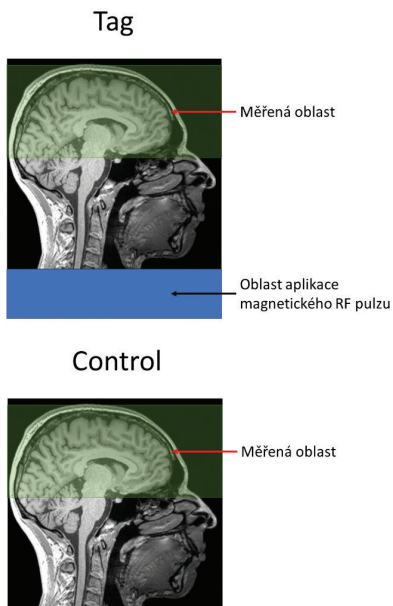 Tag
Měřená oblast
Oblast aplikace
magnetického RF pulzu
Control
Měřená oblast